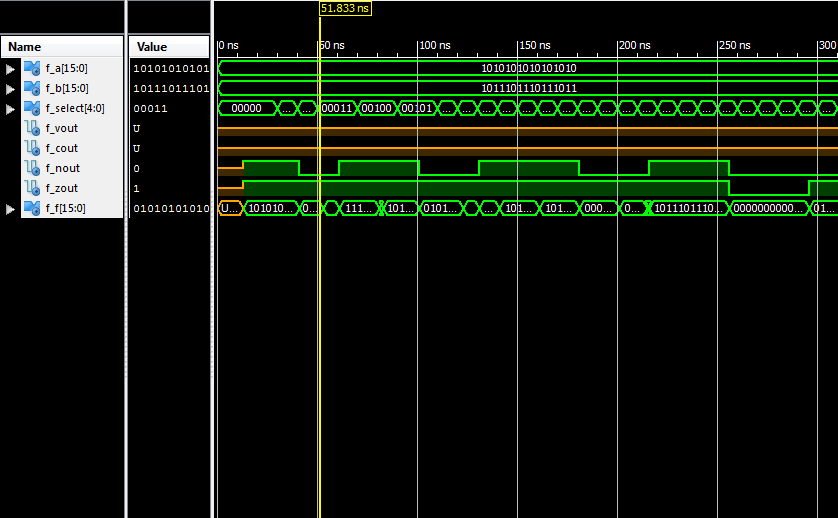 51.833 ns
Name Value 0 ns 50 ns 100 ns 150 ns 200 ns 250 ns 300
f_a[15:0] 10101010101 1010101010101010
f_b[15:0] 10111011101 1011101110111011
f_select[4:0] 00011 00000 ... ... 00011 00100 00101 ... ... ... ... ... ... ... ... ... ... ... ... ... ... ... ... ... ... ... ...
f_vout U
f_cout U
f_nout 0
f_zout 1
f_f[15:0] 01010101010 U... 101010... 0... ... 111... 101... 0101... ... ... 101... 101... 000... 0... 1011101110... 0000000000... 01...